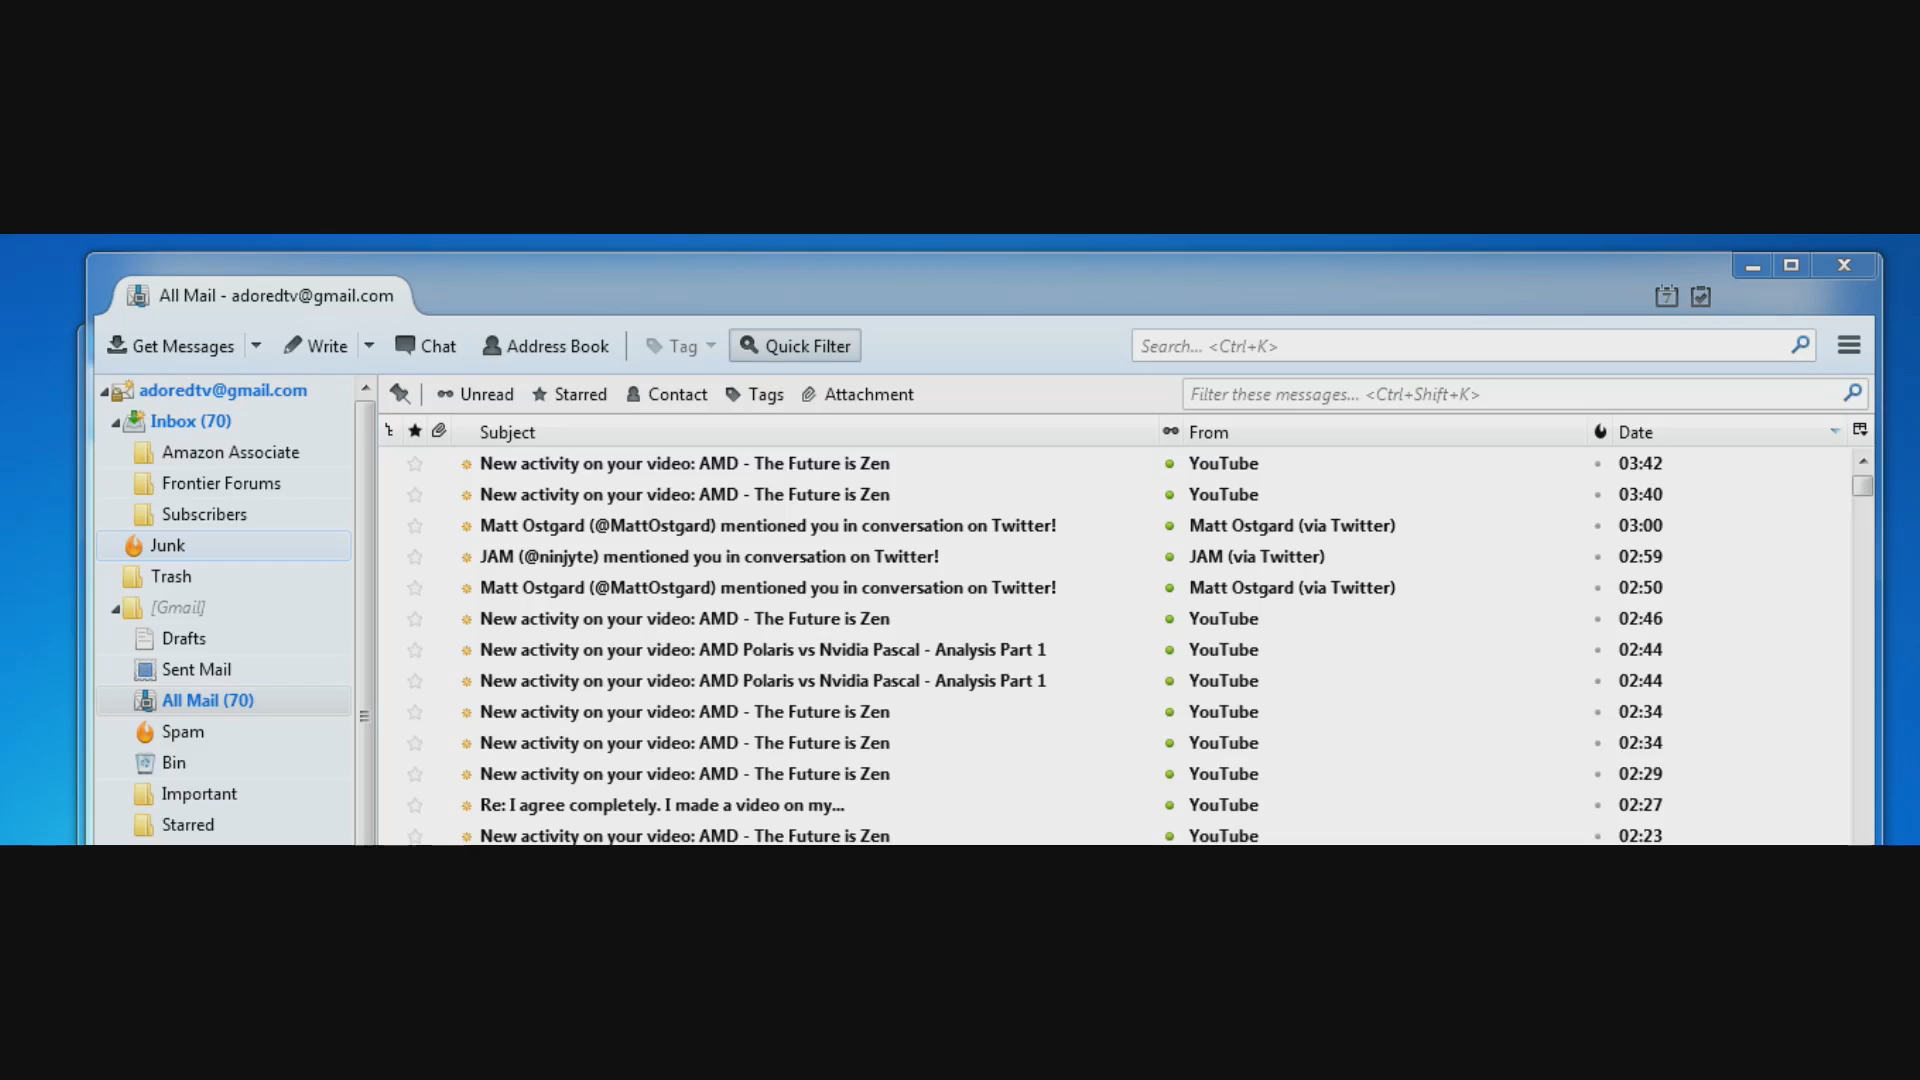 All Mail - adoredtv@gmail.com
7
Get Messages Write Chat Address Book Tag Quick Filter Search... <Ctrl+K>
adoredtv@gmail.com
Inbox (70)
Amazon Associate
Frontier Forums
Subscribers
Junk
Trash
[Gmail]
Drafts
Sent Mail
All Mail (70)
Spam
Bin
Important
Starred
Unread Starred Contact Tags Attachment Filter these messages... <Ctrl+Shift+K>
Subject From Date
New activity on your video: AMD - The Future is Zen YouTube 03:42
New activity on your video: AMD - The Future is Zen YouTube 03:40
Matt Ostgard (@MattOstgard) mentioned you in conversation on Twitter! Matt Ostgard (via Twitter) 03:00
JAM (@ninjyte) mentioned you in conversation on Twitter! JAM (via Twitter) 02:59
Matt Ostgard (@MattOstgard) mentioned you in conversation on Twitter! Matt Ostgard (via Twitter) 02:50
New activity on your video: AMD - The Future is Zen YouTube 02:46
New activity on your video: AMD Polaris vs Nvidia Pascal - Analysis Part 1 YouTube 02:44
New activity on your video: AMD Polaris vs Nvidia Pascal - Analysis Part 1 YouTube 02:44
New activity on your video: AMD - The Future is Zen YouTube 02:34
New activity on your video: AMD - The Future is Zen YouTube 02:34
New activity on your video: AMD - The Future is Zen YouTube 02:29
Re: I agree completely. I made a video on my... YouTube 02:27
New activity on your video: AMD - The Future is Zen YouTube 02:23